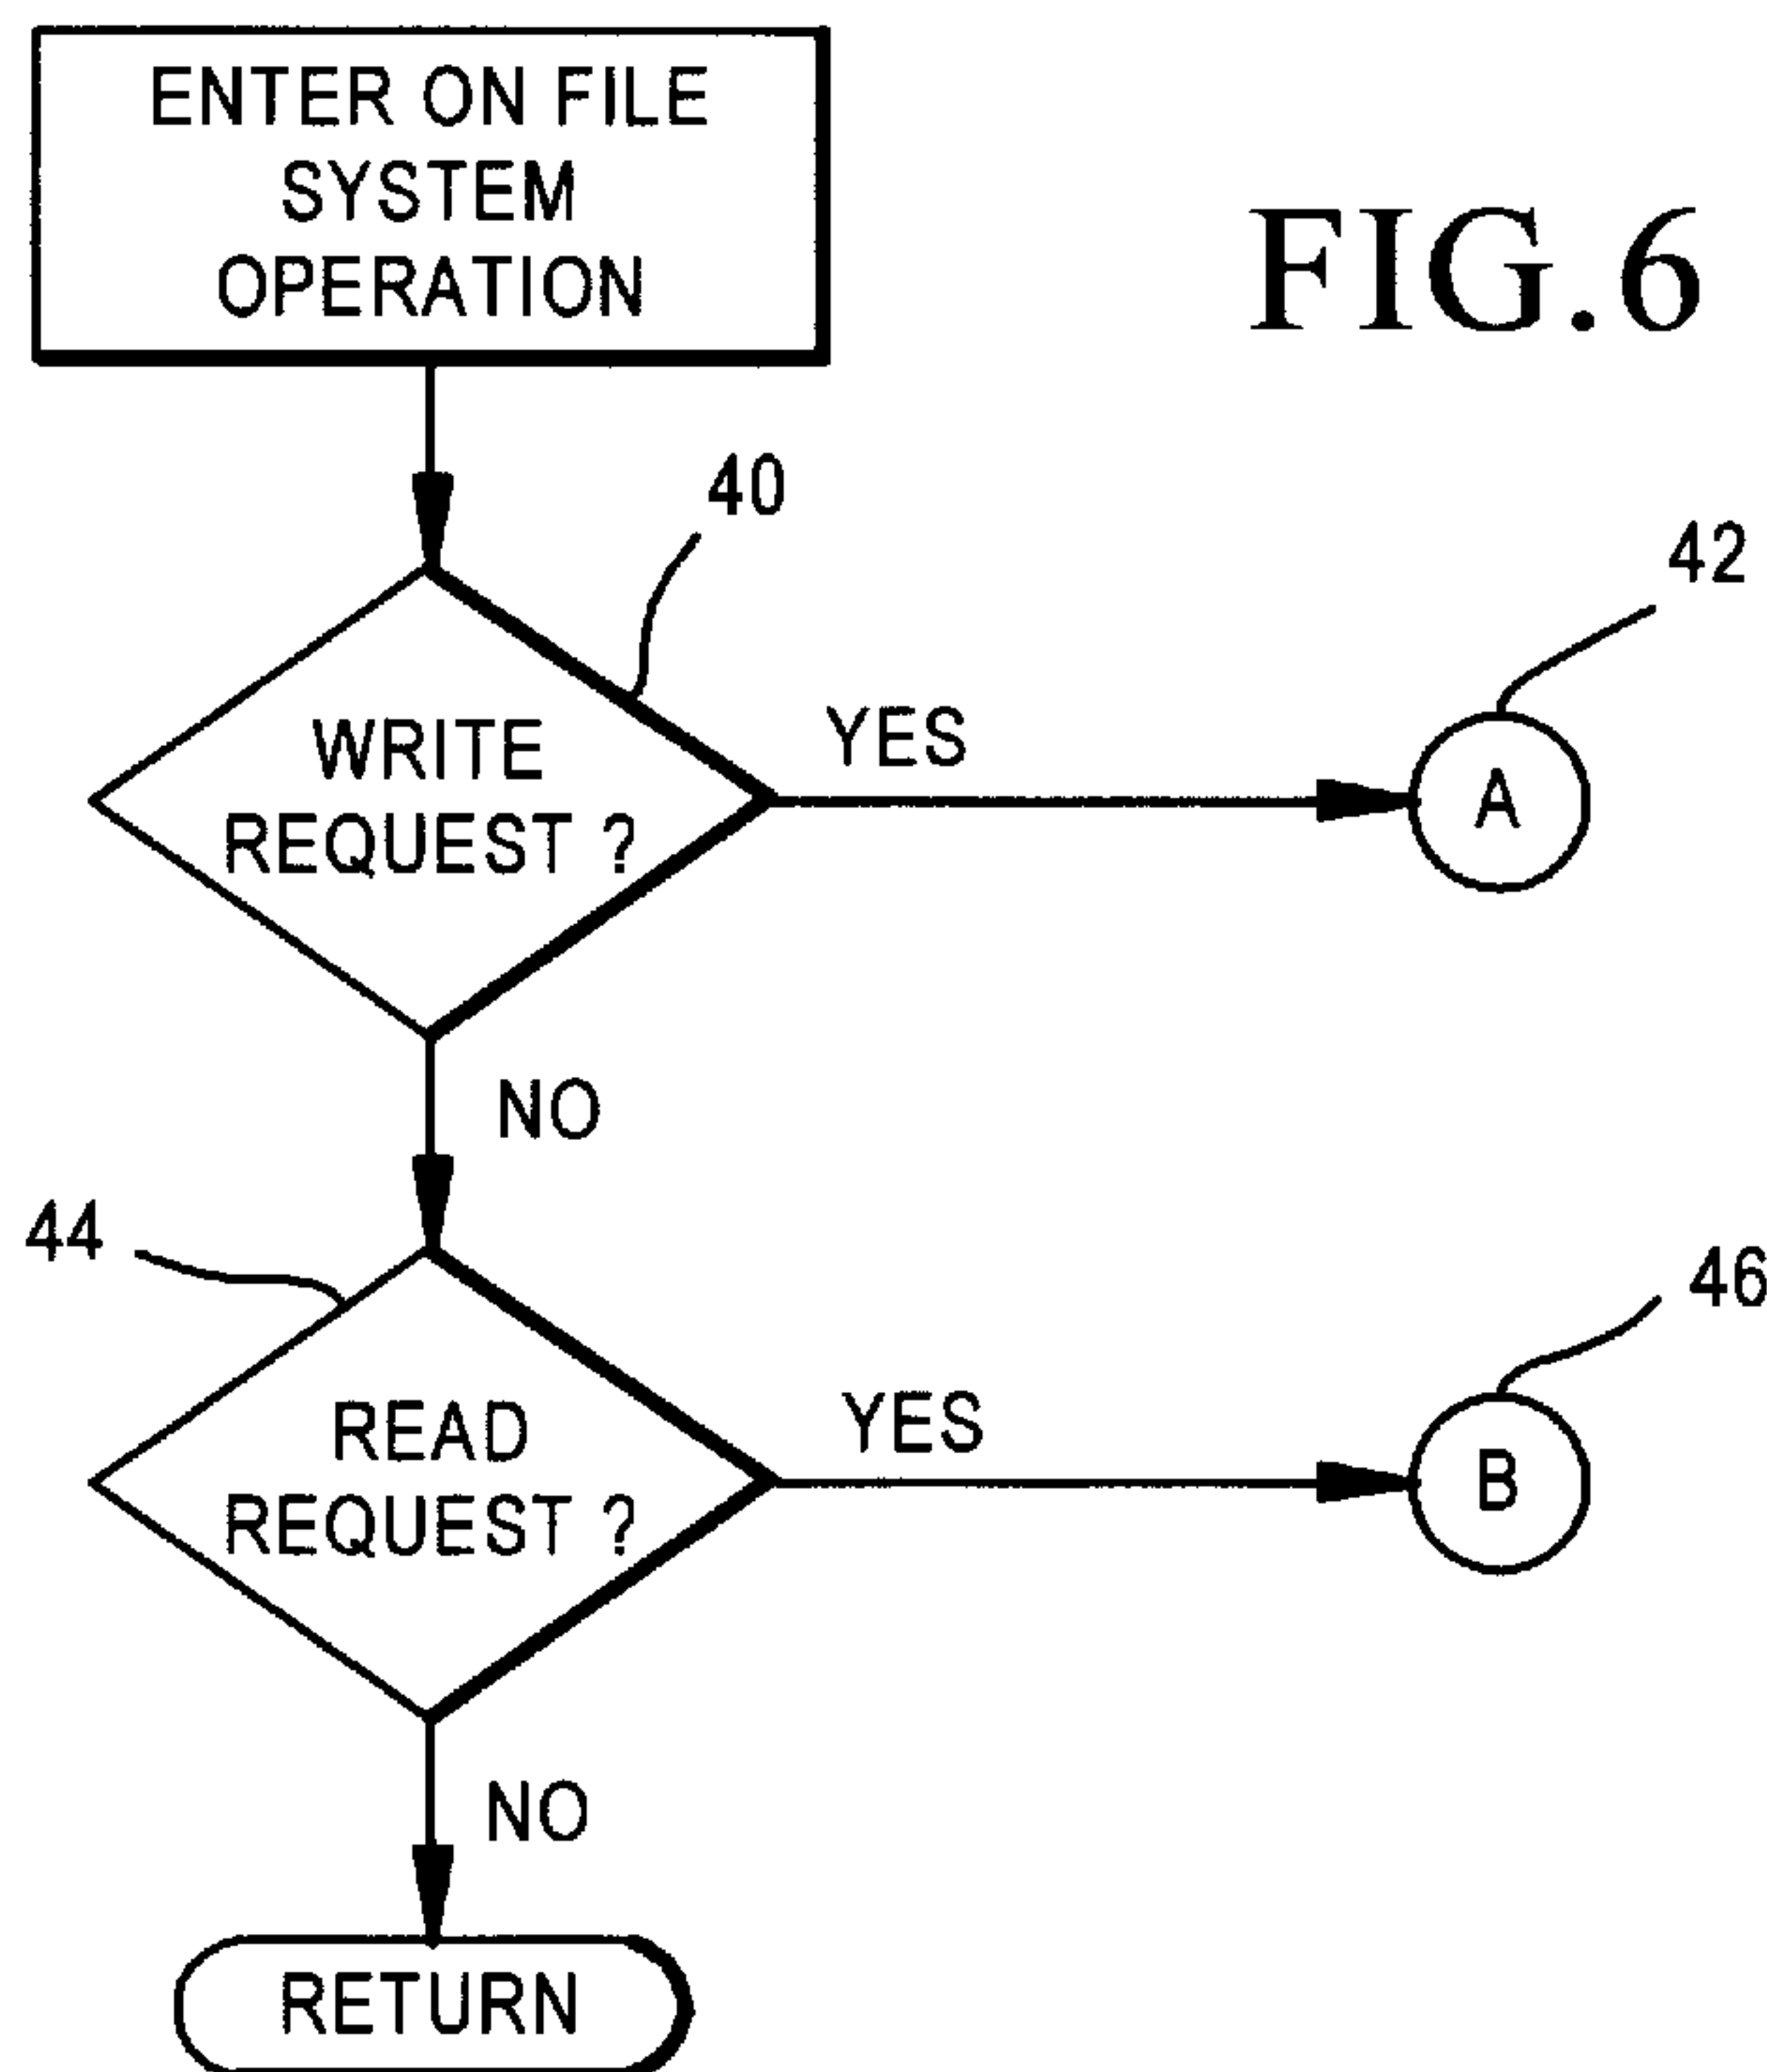 ENTER ON FILE
SYSTEM
OPERATION
FIG.6
40
42
WRITE
REQUEST ?
YES
A
NO
44
46
READ
REQUEST ?
YES
B
NO
RETURN